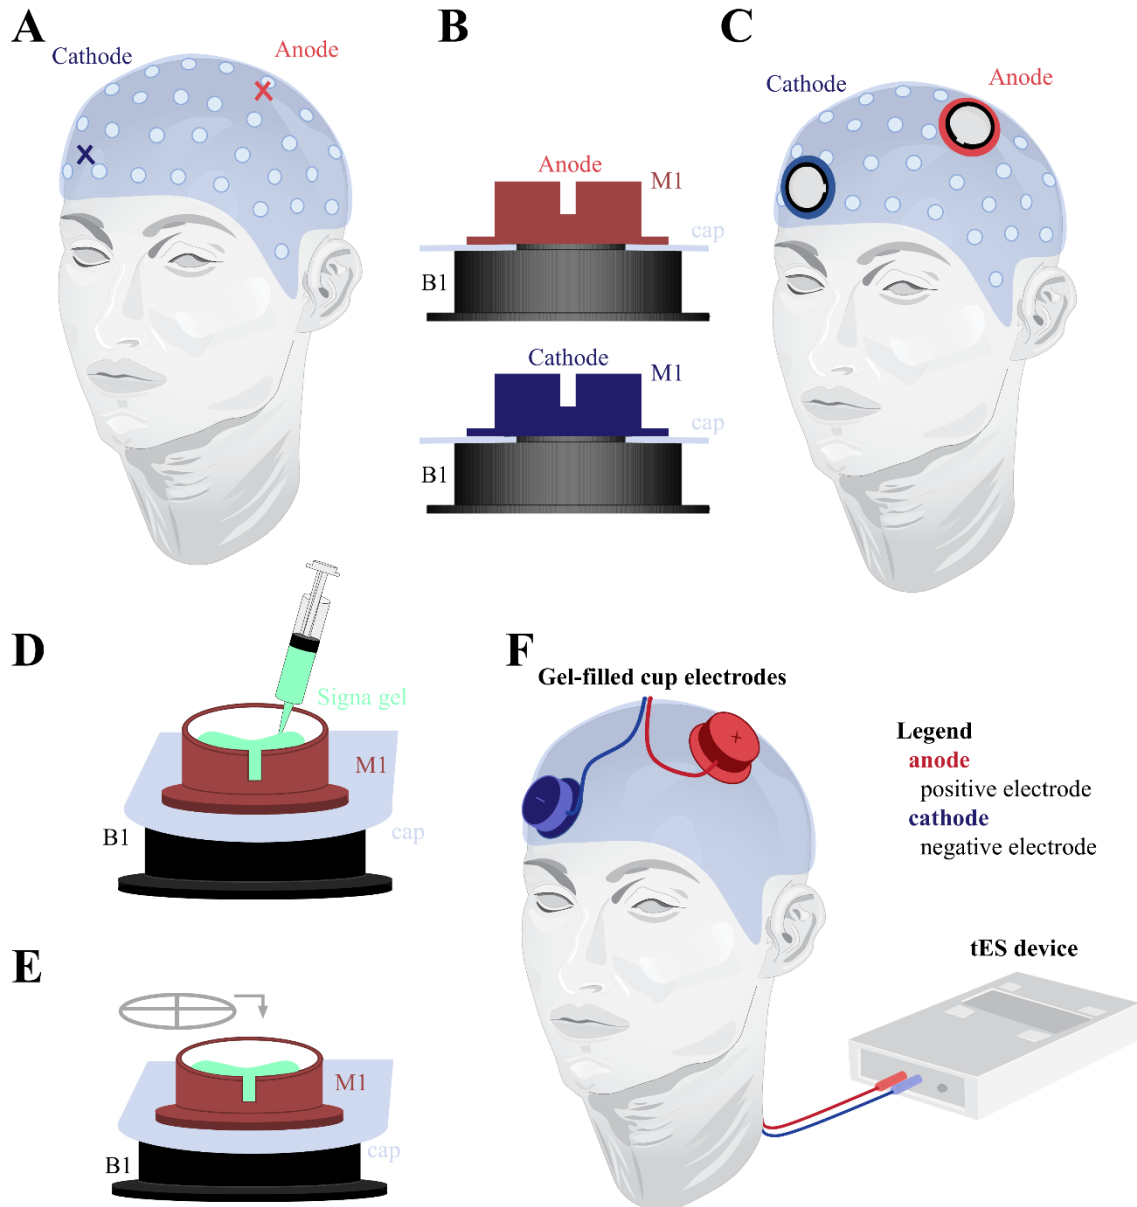 A
Cathode
Anode
B
Anode
M1
cap
B1
Cathode
M1
cap
B1
C
Cathode
Anode
D
Signa gel
M1
cap
B1
E
M1
cap
B1
F
Gel-filled cup electrodes
+
−
Legend
anode
positive electrode
cathode
negative electrode
tES device